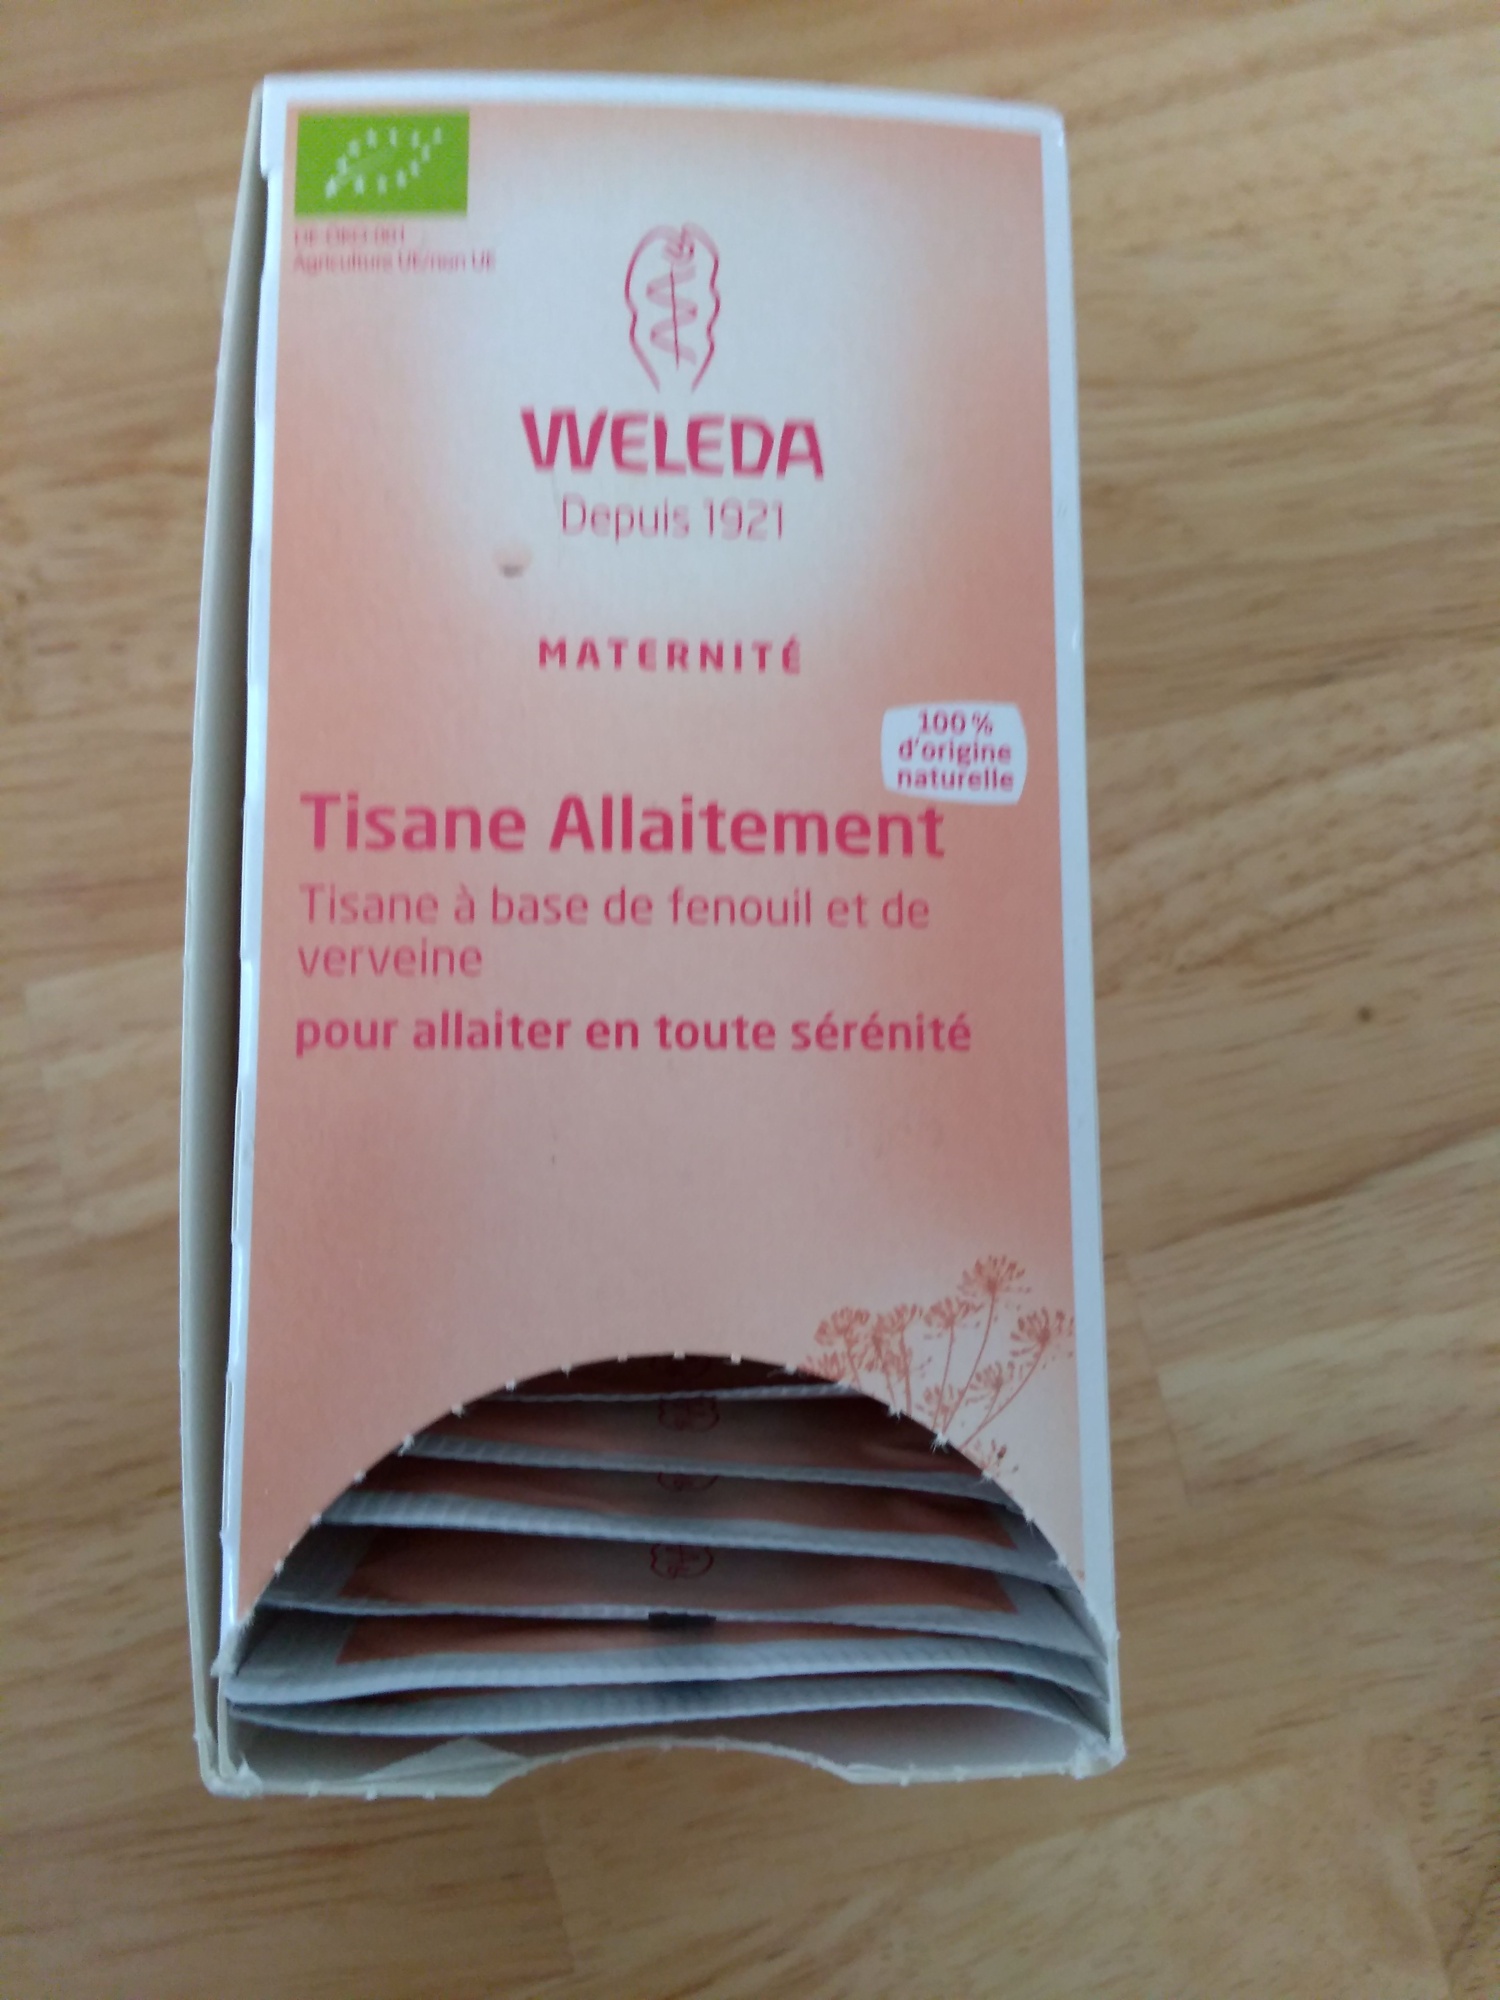 Agriculture UE/non UE
WELEDA
Depuis 1921
MATERNITÉ
100 %
d'origine
naturelle
Tisane Allaitement
Tisane à base de fenouil et de
verveine
pour allaiter en toute sérénité